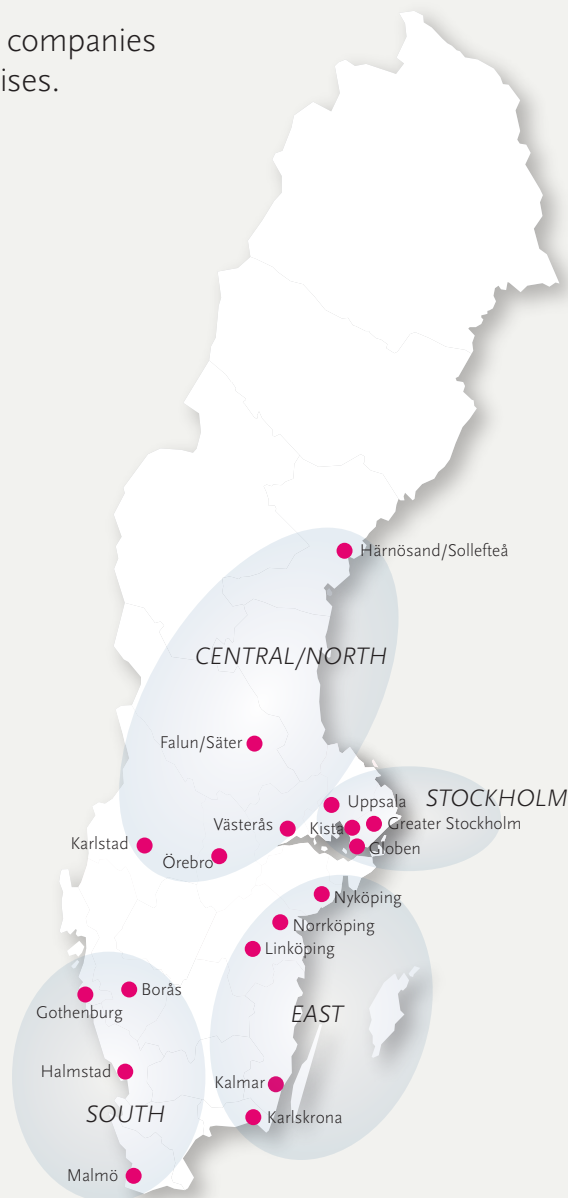 companies
ises.
Härnösand/Sollefteå
CENTRAL/NORTH
Falun/Säter
STOCKHOLM
Uppsala
Västerås
Kista
Greater Stockholm
Karlstad
Globen
Örebro
Nyköping
Norrköping
Linköping
Borås
Gothenburg
EAST
Halmstad
Kalmar
SOUTH
Karlskrona
Malmö